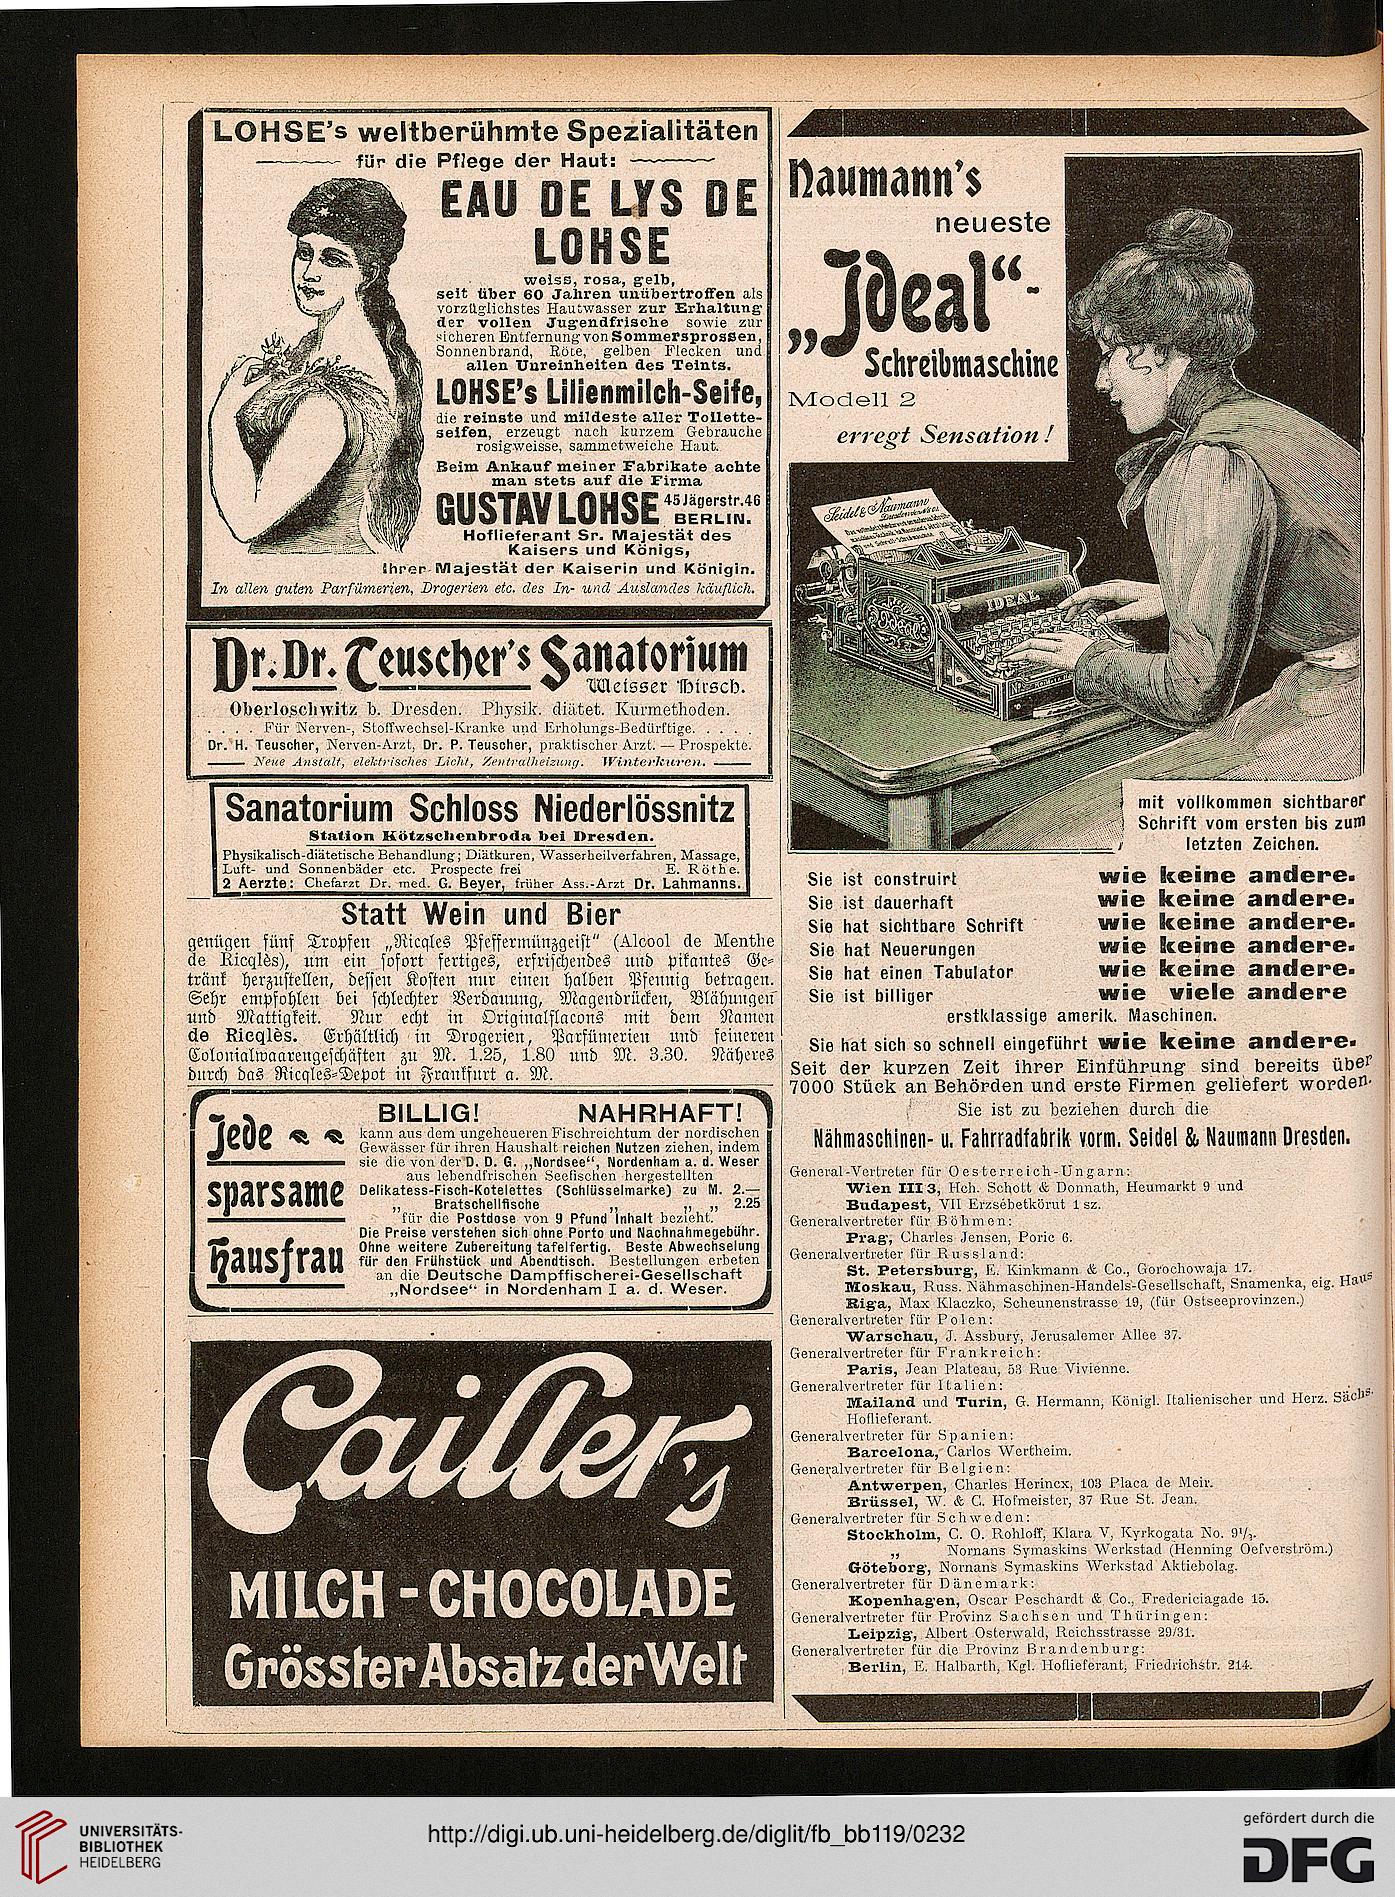 LOHSE's weltberühmte Spezialitäten
für die Pflege der Haut:
EAU DE LYS DE
LOHSE
weiss, rosa, gelb,
seit über 60 Jahren unübertroffen als
vorzüglichstes Hautwasser zur Erhaltung
der vollen Jugendfrische sowie zur
sicheren Entfernung von Sommersprossen,
Sonnenbrand, Röte, gelben Flecken und
allen Unreinheiten des Teints.
LOHSE's Lilienmilch-Seife,
die reinste und mildeste aller Toilette-
seifen, erzeugt nach kurzem Gebrauche
rosigweisse, sammetweiche Haut.
Beim Ankauf meiner Fabrikate achte
man stets auf die Firma
GUSTAV LOHSE 45 Jägerstr. 46
BERLIN.
Hoflieferant Sr. Majestät des
Kaisers und Königs,
Ihrer Majestät der Kaiserin und Königin.
In allen guten Parfümerien, Drogerien etc. des In- und Auslandes käuflich.
Dr. Dr. Teuscher's Sanatorium
Weisser Hirsch.
Oberloschwitz b. Dresden. Physik. diätet. Kurmethoden.
. . . . Für Nerven-, Stoffwechsel-Kranke und Erholungs-Bedürftige. . . . .
Dr. H. Teuscher, Nerven-Arzt, Dr. P. Teuscher, praktischer Arzt. — Prospekte.
Neue Anstalt, elektrisches Licht, Zentralheizung. Winterkuren.
Sanatorium Schloss Niederlössnitz
Station Kötzschenbroda bei Dresden.
Physikalisch-diätetische Behandlung; Diätkuren, Wasserheilverfahren, Massage,
Luft- und Sonnenbäder etc. Prospecte frei E. Röthe.
2 Aerzte: Chefarzt Dr. med. G. Beyer, früher Ass.-Arzt Dr. Lahmanns.
Statt Wein und Bier
genügen fünf Tropfen „Ricqles Pfeffermünzgeist" (Alcool de Menthe
de Ricqlès), um ein sofort fertiges, erfrischendes und pikantes Ge-
tränk herzustellen, dessen Kosten nur einen halben Pfennig betragen.
Sehr empfohlen bei schlechter Verdauung, Magendrücken, Blähungen
und Mattigkeit. Nur echt in Originalflacons mit dem Namen
de Ricqlès. Erhältlich in Drogerien, Parfümerien und feineren
Colonialwaarengeschäften zu M. 1.25, 1.80 und M. 3.30. Näheres
durch das Ricqles-Depot in Frankfurt a. M.
Jede
sparsame
Hausfrau
BILLIG! NAHRHAFT!
kann aus dem ungeheueren Fischreichtum der nordischen
Gewässer für ihren Haushalt reichen Nutzen ziehen, indem
sie die von der D. D. G. „Nordsee", Nordenham a. d. Weser
aus lebendfrischen Seefischen hergestellten
Delikatess-Fisch-Kotelettes (Schlüsselmarke) zu M. 2.—
„ Bratschellfische „ „ „ 2.25
für die Postdose von 9 Pfund Inhalt bezieht.
Die Preise verstehen sich ohne Porto und Nachnahmegebühr.
Ohne weitere Zubereitung tafelfertig. Beste Abwechselung
für den Frühstück und Abendtisch. Bestellungen erbeten
an die Deutsche Dampffischerei-Gesellschaft
„Nordsee" in Nordenham I a. d. Weser.
Cailler's
MILCH - CHOCOLADE
Grösster Absatz der Welt
Naumann's
neueste
„Ideal"-
Schreibmaschine
Modell 2
erregt Sensation!
Seidel & Naumann
IDEAL
mit vollkommen sichtbarer
Schrift vom ersten bis zum
letzten Zeichen.
Sie ist construirt wie keine andere.
Sie ist dauerhaft wie keine andere.
Sie hat sichtbare Schrift wie keine andere.
Sie hat Neuerungen wie keine andere.
Sie hat einen Tabulator wie keine andere.
Sie ist billiger wie viele andere
erstklassige amerik. Maschinen.
Sie hat sich so schnell eingeführt wie keine andere.
Seit der kurzen Zeit ihrer Einführung sind bereits über
7000 Stück an Behörden und erste Firmen geliefert worden.
Sie ist zu beziehen durch die
Nähmaschinen- u. Fahrradfabrik vorm. Seidel & Naumann Dresden.
General-Vertreter für Oesterreich-Ungarn:
Wien III 3, Hch. Schott & Donnath, Heumarkt 9 und
Budapest, VII Erzsébetkörut 1 sz.
Generalvertreter für Böhmen:
Prag, Charles Jensen, Poric 6.
Generalvertreter für Russland:
St. Petersburg, E. Kinkmann & Co., Gorochowaja 17.
Moskau, Russ. Nähmaschinen-Handels-Gesellschaft, Snamenka, eig. Haus
Riga, Max Klaczko, Scheunenstrasse 19, (für Ostseeprovinzen.)
Generalvertreter für Polen:
Warschau, J. Assbury, Jerusalemer Allee 37.
Generalvertreter für Frankreich:
Paris, Jean Plateau, 53 Rue Vivienne.
Generalvertreter für Italien:
Mailand und Turin, G. Hermann, Königl. Italienischer und Herz. Sächs.
Hoflieferant.
Generalvertreter für Spanien:
Barcelona, Carlos Wertheim.
Generalvertreter für Belgien:
Antwerpen, Charles Herincx, 103 Placa de Meir.
Brüssel, W. & C. Hofmeister, 37 Rue St. Jean.
Generalvertreter für Schweden:
Stockholm, C. O. Rohloff, Klara V, Kyrkogata No. 9
„ Nornans Symaskins Werkstad (Henning Oefverström.)
Göteborg, Nornans Symaskins Werkstad Aktiebolag.
Generalvertreter für Dänemark:
Kopenhagen, Oscar Peschardt & Co., Fredericiagade 15.
Generalvertreter für Provinz Sachsen und Thüringen:
Leipzig, Albert Osterwald, Reichsstrasse 29/31.
Generalvertreter für die Provinz Brandenburg:
Berlin, E. Halbarth, Kgl. Hoflieferant, Friedrichstr. 214.
UNIVERSITÄTS-
BIBLIOTHEK
HEIDELBERG
http://digi.ub.uni-heidelberg.de/diglit/fb_bb119/0232
gefördert durch die
DFG